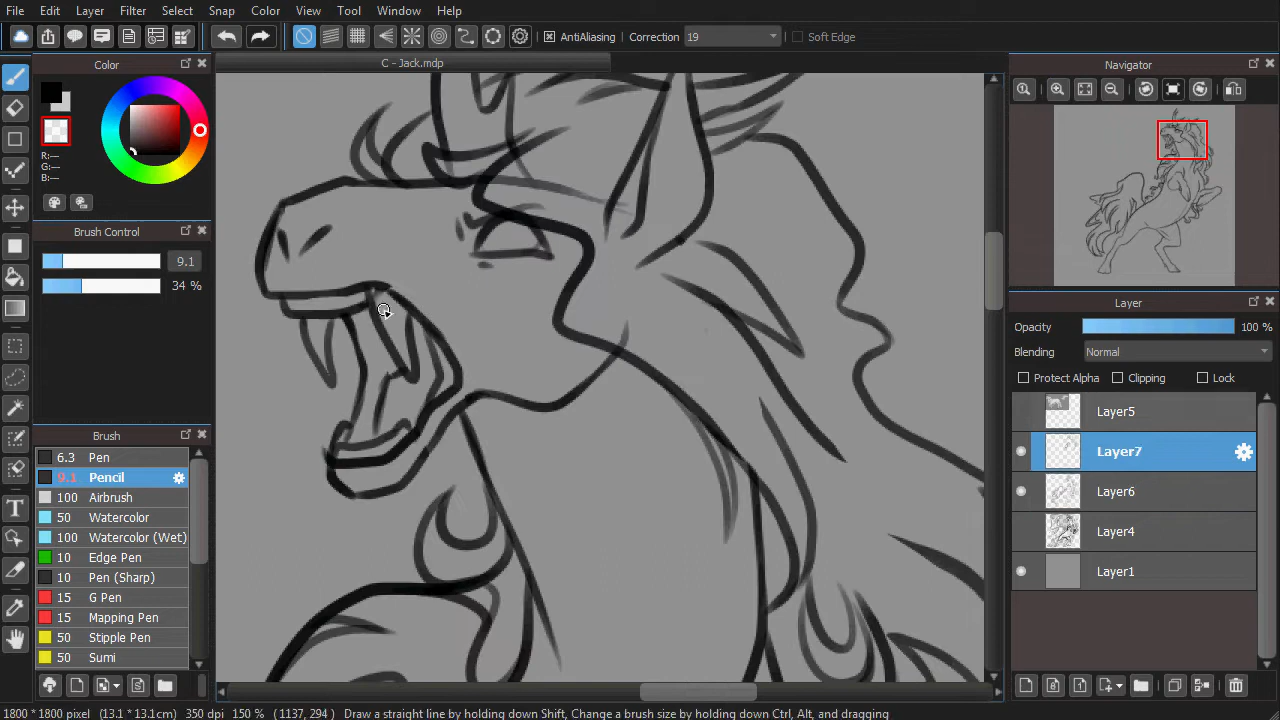 File Edit Layer Filter Select Snap Color View Tool Window Help
AntiAliasing Correction 19 Soft Edge
Color
C - Jack.mdp
Navigator
R:---
G:---
B:---
Brush Control
9.1
34 %
Layer
Opacity 100 %
Blending Normal
Protect Alpha Clipping Lock
Layer5
Layer7
Layer6
Layer4
Layer1
Brush
6.3 Pen
9.1 Pencil
100 Airbrush
50 Watercolor
100 Watercolor (Wet)
10 Edge Pen
10 Pen (Sharp)
15 G Pen
15 Mapping Pen
50 Stipple Pen
50 Sumi
1800 * 1800 pixel (13.1 * 13.1cm) 350 dpi 150 % (1137, 294) Draw a straight line by holding down Shift, Change a brush size by holding down Ctrl, Alt, and dragging